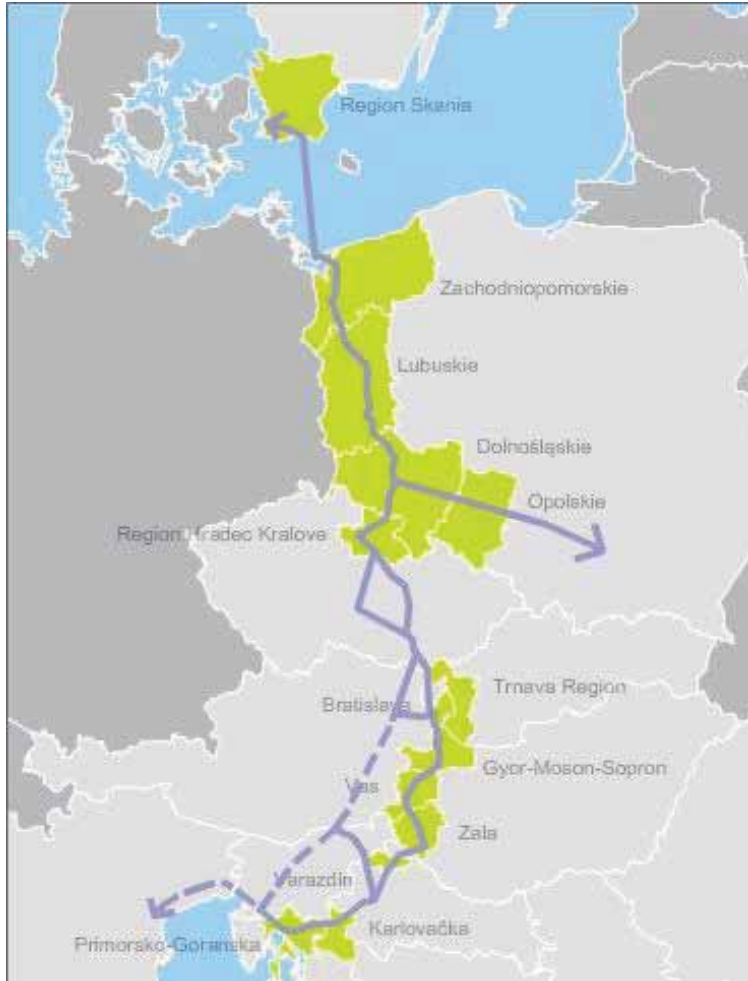 Region Skania
Zachodniopomorskie
Lubuskie
Dolnośląskie
Opolskie
Region Hradec Kralove
Trnava Region
Bratislava
Gyor-Moson-Sopron
Vas
Zala
Varazdin
Karlovačka
Primorsko-Goranska